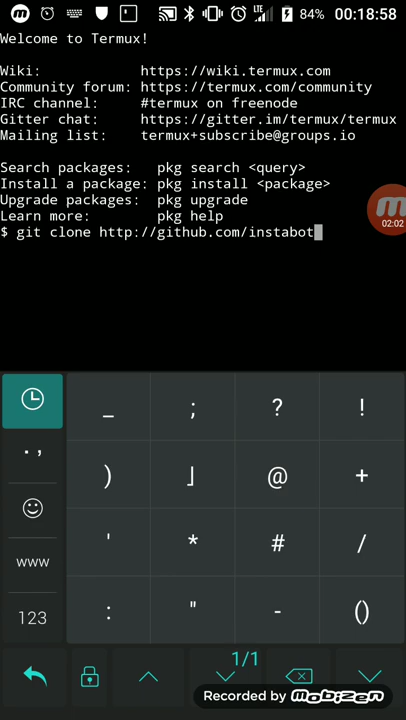 LTE 84% 00:18:58
Welcome to Termux!
Wiki: https://wiki.termux.com
Community forum: https://termux.com/community
IRC channel: #termux on freenode
Gitter chat: https://gitter.im/termux/termux
Mailing list: termux+subscribe@groups.io
Search packages: pkg search <query>
Install a package: pkg install <package>
Upgrade packages: pkg upgrade
Learn more: pkg help
02:02
$ git clone http://github.com/instabot
_ ; ? !
. ,
) ｣ @ +
' * # /
www
123
: " - ()
1/1
Recorded by mobizen